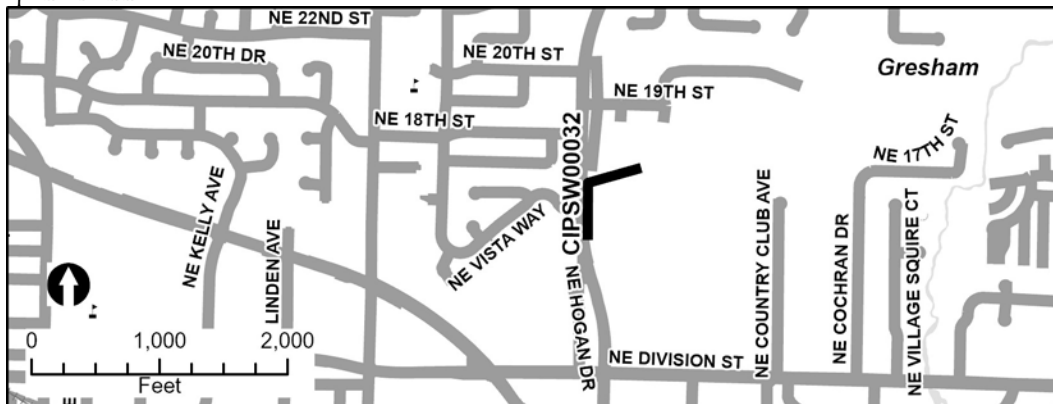 NE 22ND ST
NE 20TH DR
NE 20TH ST
Gresham
NE 19TH ST
NE 18TH ST
CIPSW00032
NE 17TH ST
NE KELLY AVE
LINDEN AVE
NE VISTA WAY
NE HOGAN DR
NE COUNTRY CLUB AVE
NE COCHRAN DR
NE VILLAGE SQUIRE CT
NE DIVISION ST
0 1,000 2,000
Feet